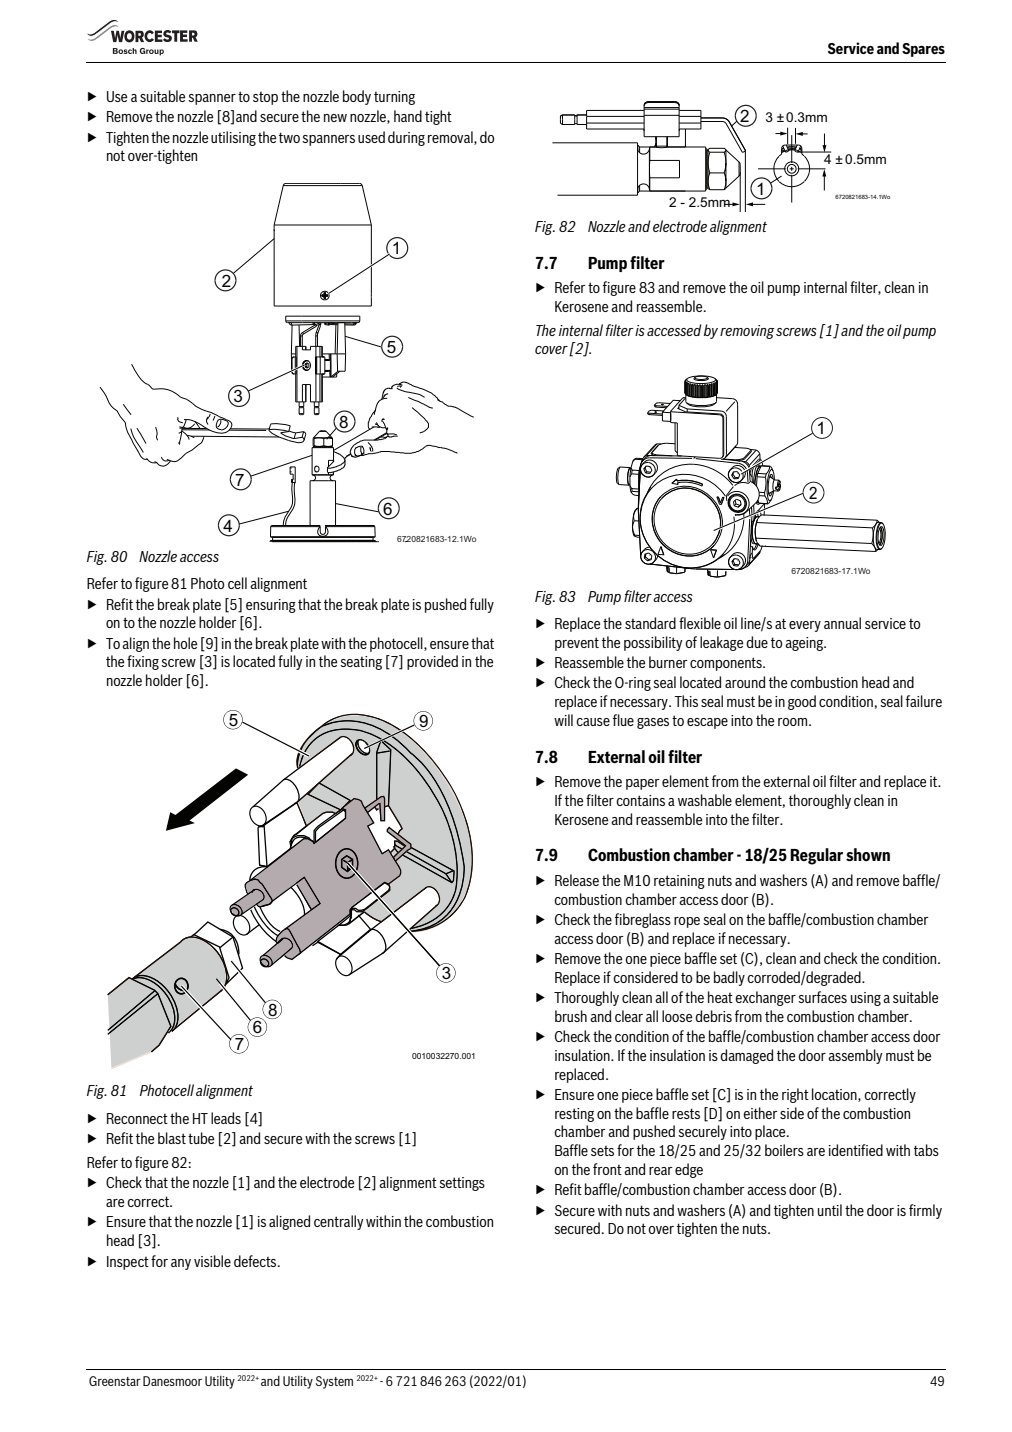 WORCESTER
Bosch Group
Service and Spares
▶ Use a suitable spanner to stop the nozzle body turning
▶ Remove the nozzle [8]and secure the new nozzle, hand tight
▶ Tighten the nozzle utilising the two spanners used during removal, do
not over-tighten
1
2
5
3
8
7
6
4
6720821683-12.1Wo
Fig. 80 Nozzle access
Refer to figure 81 Photo cell alignment
▶ Refit the break plate [5] ensuring that the break plate is pushed fully
on to the nozzle holder [6].
▶ To align the hole [9] in the break plate with the photocell, ensure that
the fixing screw [3] is located fully in the seating [7] provided in the
nozzle holder [6].
5
9
3
8
6
7
0010032270.001
Fig. 81 Photocell alignment
▶ Reconnect the HT leads [4]
▶ Refit the blast tube [2] and secure with the screws [1]
Refer to figure 82:
▶ Check that the nozzle [1] and the electrode [2] alignment settings
are correct.
▶ Ensure that the nozzle [1] is aligned centrally within the combustion
head [3].
▶ Inspect for any visible defects.
2
3 ± 0.3mm
4 ± 0.5mm
1
2 - 2.5mm
6720821683-14.1Wo
Fig. 82 Nozzle and electrode alignment
7.7 Pump filter
▶ Refer to figure 83 and remove the oil pump internal filter, clean in
Kerosene and reassemble.
The internal filter is accessed by removing screws [1] and the oil pump
cover [2].
1
2
V
6720821683-17.1Wo
Fig. 83 Pump filter access
▶ Replace the standard flexible oil line/s at every annual service to
prevent the possibility of leakage due to ageing.
▶ Reassemble the burner components.
▶ Check the O-ring seal located around the combustion head and
replace if necessary. This seal must be in good condition, seal failure
will cause flue gases to escape into the room.
7.8 External oil filter
▶ Remove the paper element from the external oil filter and replace it.
If the filter contains a washable element, thoroughly clean in
Kerosene and reassemble into the filter.
7.9 Combustion chamber - 18/25 Regular shown
▶ Release the M10 retaining nuts and washers (A) and remove baffle/
combustion chamber access door (B).
▶ Check the fibreglass rope seal on the baffle/combustion chamber
access door (B) and replace if necessary.
▶ Remove the one piece baffle set (C), clean and check the condition.
Replace if considered to be badly corroded/degraded.
▶ Thoroughly clean all of the heat exchanger surfaces using a suitable
brush and clear all loose debris from the combustion chamber.
▶ Check the condition of the baffle/combustion chamber access door
insulation. If the insulation is damaged the door assembly must be
replaced.
▶ Ensure one piece baffle set [C] is in the right location, correctly
resting on the baffle rests [D] on either side of the combustion
chamber and pushed securely into place.
Baffle sets for the 18/25 and 25/32 boilers are identified with tabs
on the front and rear edge
▶ Refit baffle/combustion chamber access door (B).
▶ Secure with nuts and washers (A) and tighten until the door is firmly
secured. Do not over tighten the nuts.
Greenstar Danesmoor Utility 2022+ and Utility System 2022+ - 6 721 846 263 (2022/01)
49